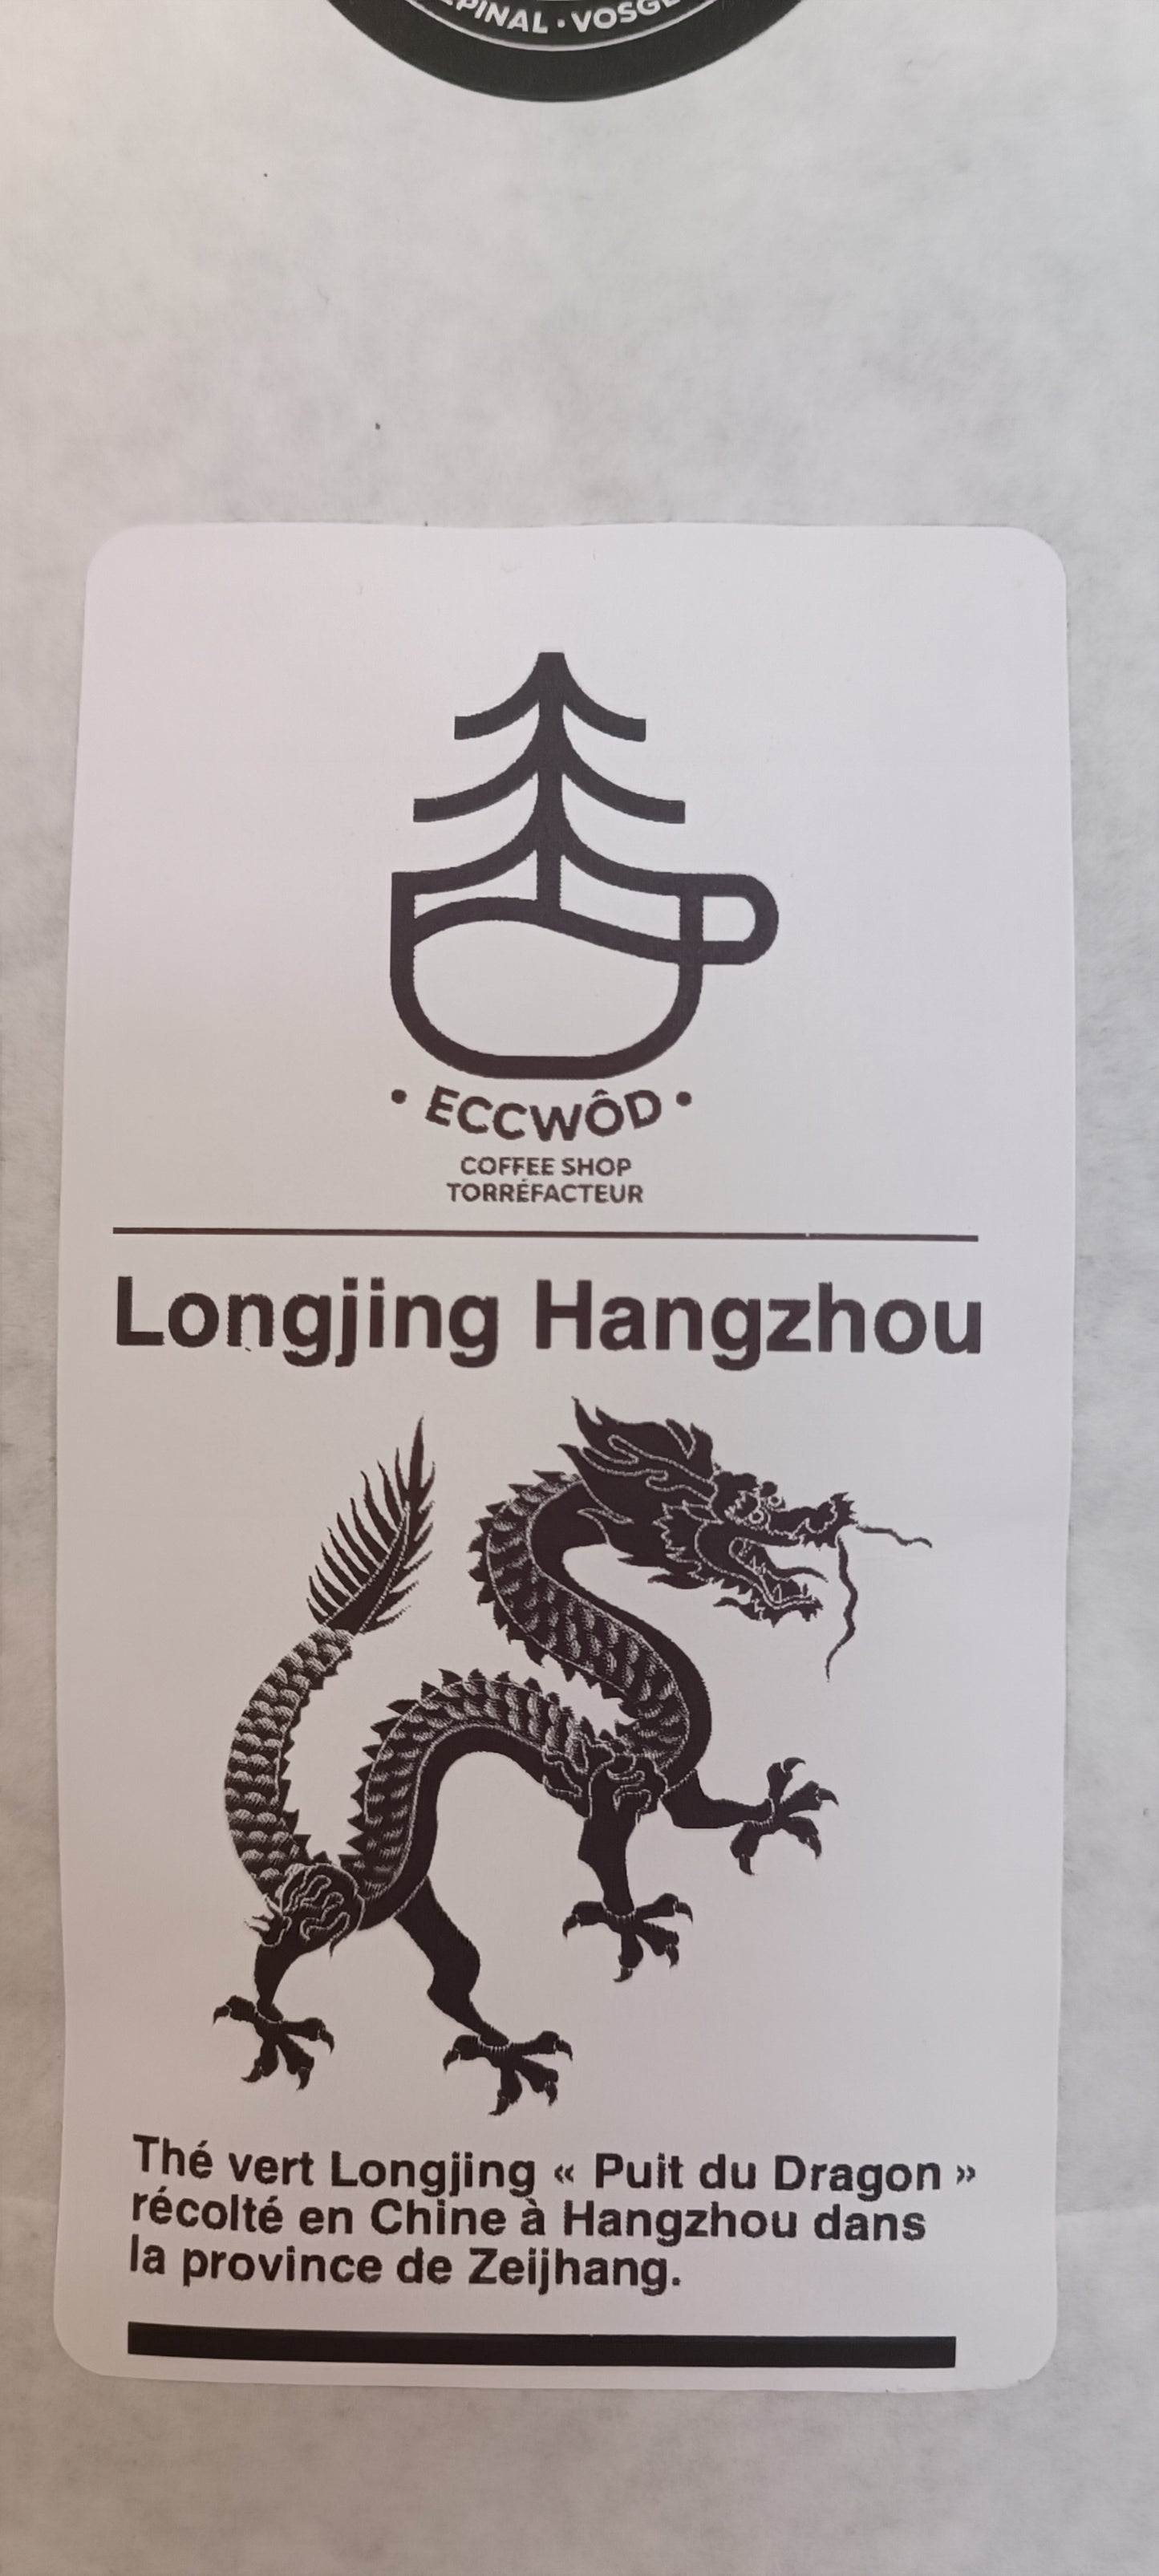 PINAL · VOSGE
• ECCWÔD •
COFFEE SHOP
TORRÉFACTEUR
Longjing Hangzhou
Thé vert Longjing « Puit du Dragon »
récolté en Chine à Hangzhou dans
la province de Zeijhang.